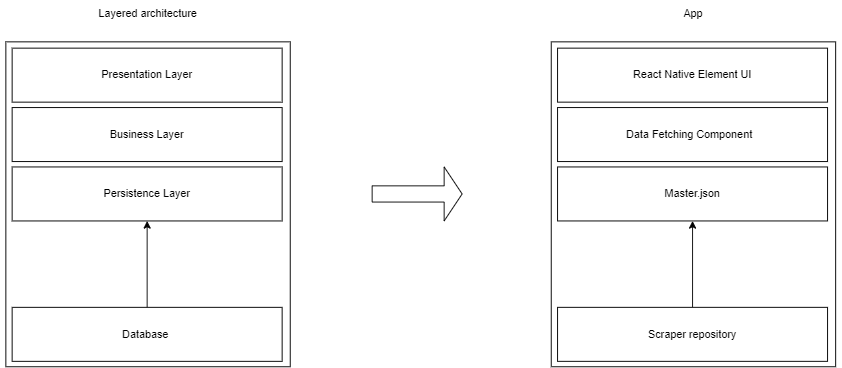 Layered architecture
Presentation Layer
Business Layer
Persistence Layer
Database
App
React Native Element UI
Data Fetching Component
Master.json
Scraper repository